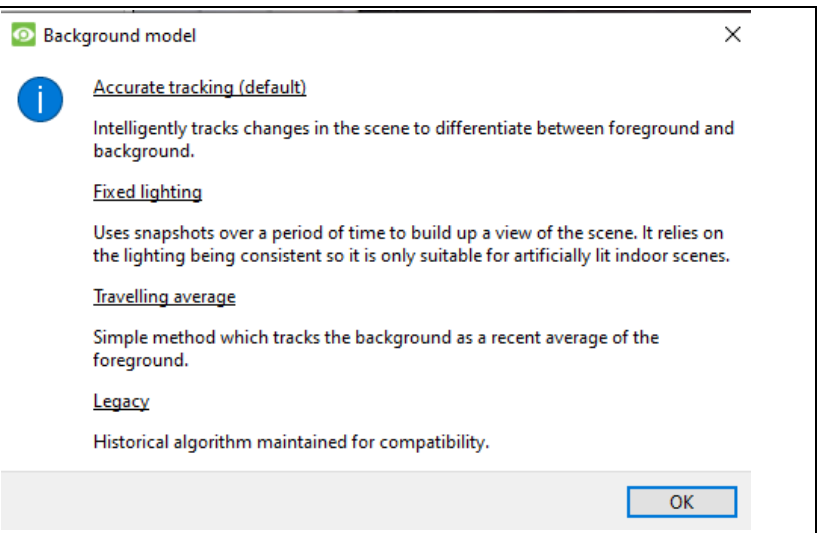 Background model
Accurate tracking (default)
Intelligently tracks changes in the scene to differentiate between foreground and
background.
Fixed lighting
Uses snapshots over a period of time to build up a view of the scene. It relies on
the lighting being consistent so it is only suitable for artificially lit indoor scenes.
Travelling average
Simple method which tracks the background as a recent average of the
foreground.
Legacy
Historical algorithm maintained for compatibility.
OK